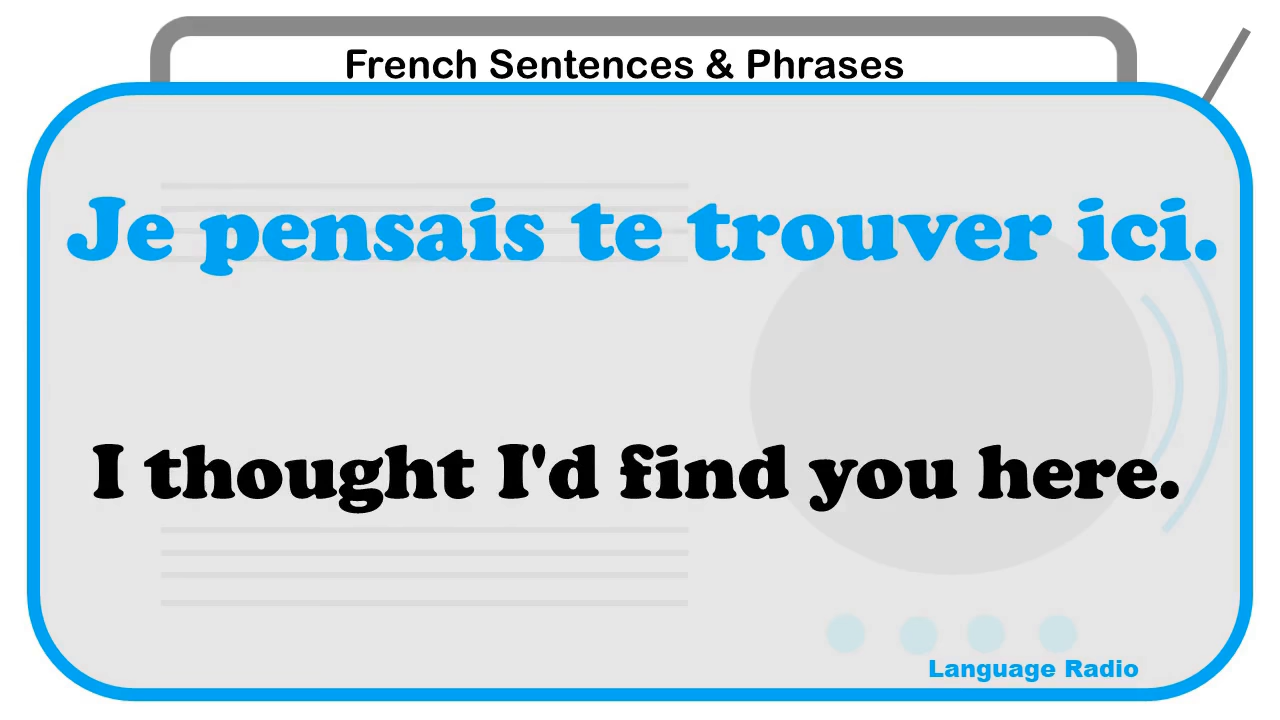 French Sentences & Phrases
Je pensais te trouver ici.
I thought I'd find you here.
Language Radio